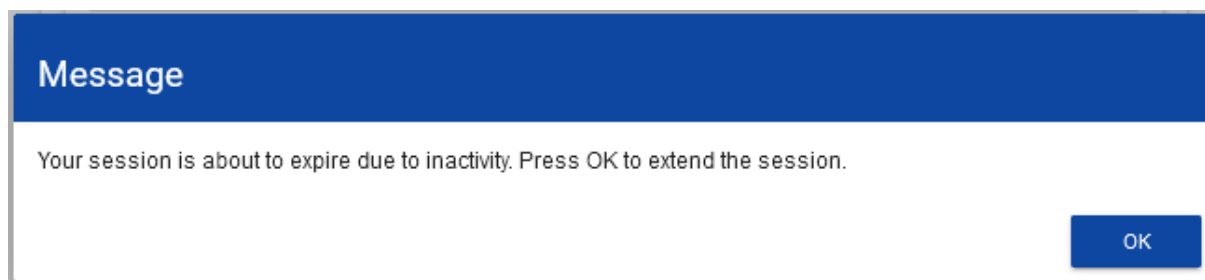 Message
Your session is about to expire due to inactivity. Press OK to extend the session.
OK